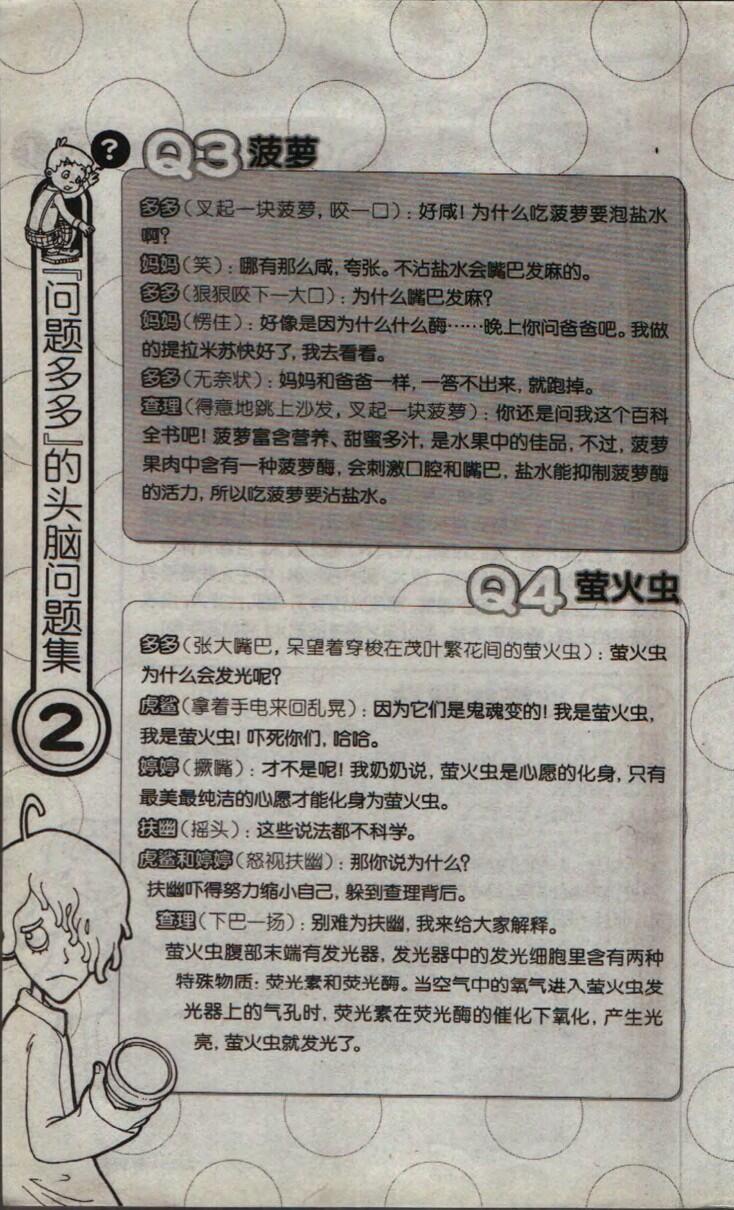 『问题多多』的头脑问题集
2
?
Q3 菠萝
多多（叉起一块菠萝，咬一口）：好咸！为什么吃菠萝要泡盐水
啊？
妈妈（笑）：哪有那么咸，夸张。不沾盐水会嘴巴发麻的。
多多（狠狠咬下一大口）：为什么嘴巴发麻？
妈妈（愣住）：好像是因为什么什么酶……晚上你问爸爸吧。我做
的提拉米苏快好了，我去看看。
多多（无奈状）：妈妈和爸爸一样，一答不出来，就跑掉。
查理（得意地跳上沙发，叉起一块菠萝）：你还是问我这个百科
全书吧！菠萝富含营养、甜蜜多汁，是水果中的佳品，不过，菠萝
果肉中含有一种菠萝酶，会刺激口腔和嘴巴，盐水能抑制菠萝酶
的活力，所以吃菠萝要沾盐水。
Q4 萤火虫
多多（张大嘴巴，呆望着穿梭在茂叶繁花间的萤火虫）：萤火虫
为什么会发光呢？
虎鲨（拿着手电来回乱晃）：因为它们是鬼魂变的！我是萤火虫，
我是萤火虫！吓死你们，哈哈。
婷婷（撅嘴）：才不是呢！我奶奶说，萤火虫是心愿的化身，只有
最美最纯洁的心愿才能化身为萤火虫。
扶幽（摇头）：这些说法都不科学。
虎鲨和婷婷（怒视扶幽）：那你说为什么？
扶幽吓得努力缩小自己，躲到查理背后。
查理（下巴一扬）：别难为扶幽，我来给大家解释。
萤火虫腹部末端有发光器，发光器中的发光细胞里含有两种
特殊物质：荧光素和荧光酶。当空气中的氧气进入萤火虫发
光器上的气孔时，荧光素在荧光酶的催化下氧化，产生光
亮，萤火虫就发光了。